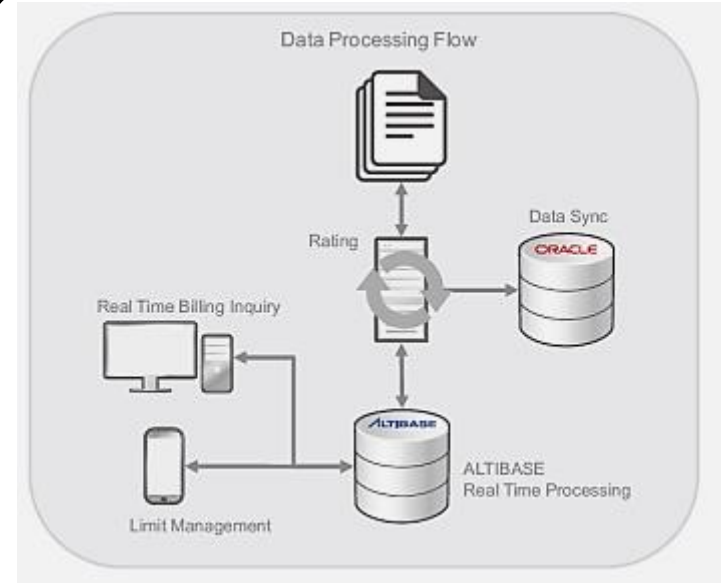 Data Processing Flow
Rating
Data Sync
ORACLE
Real Time Billing Inquiry
ALTIBASE
ALTIBASE
Real Time Processing
Limit Management